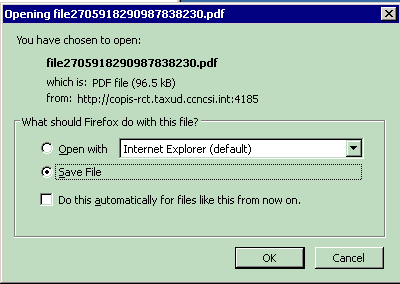 Opening file2705918290987838230.pdf
You have chosen to open:
file2705918290987838230.pdf
which is: PDF file (96.5 kB)
from: http://copis-rct.taxud.ccncsi.int:4185
What should Firefox do with this file?
Open with Internet Explorer (default)
Save File
Do this automatically for files like this from now on.
OK Cancel